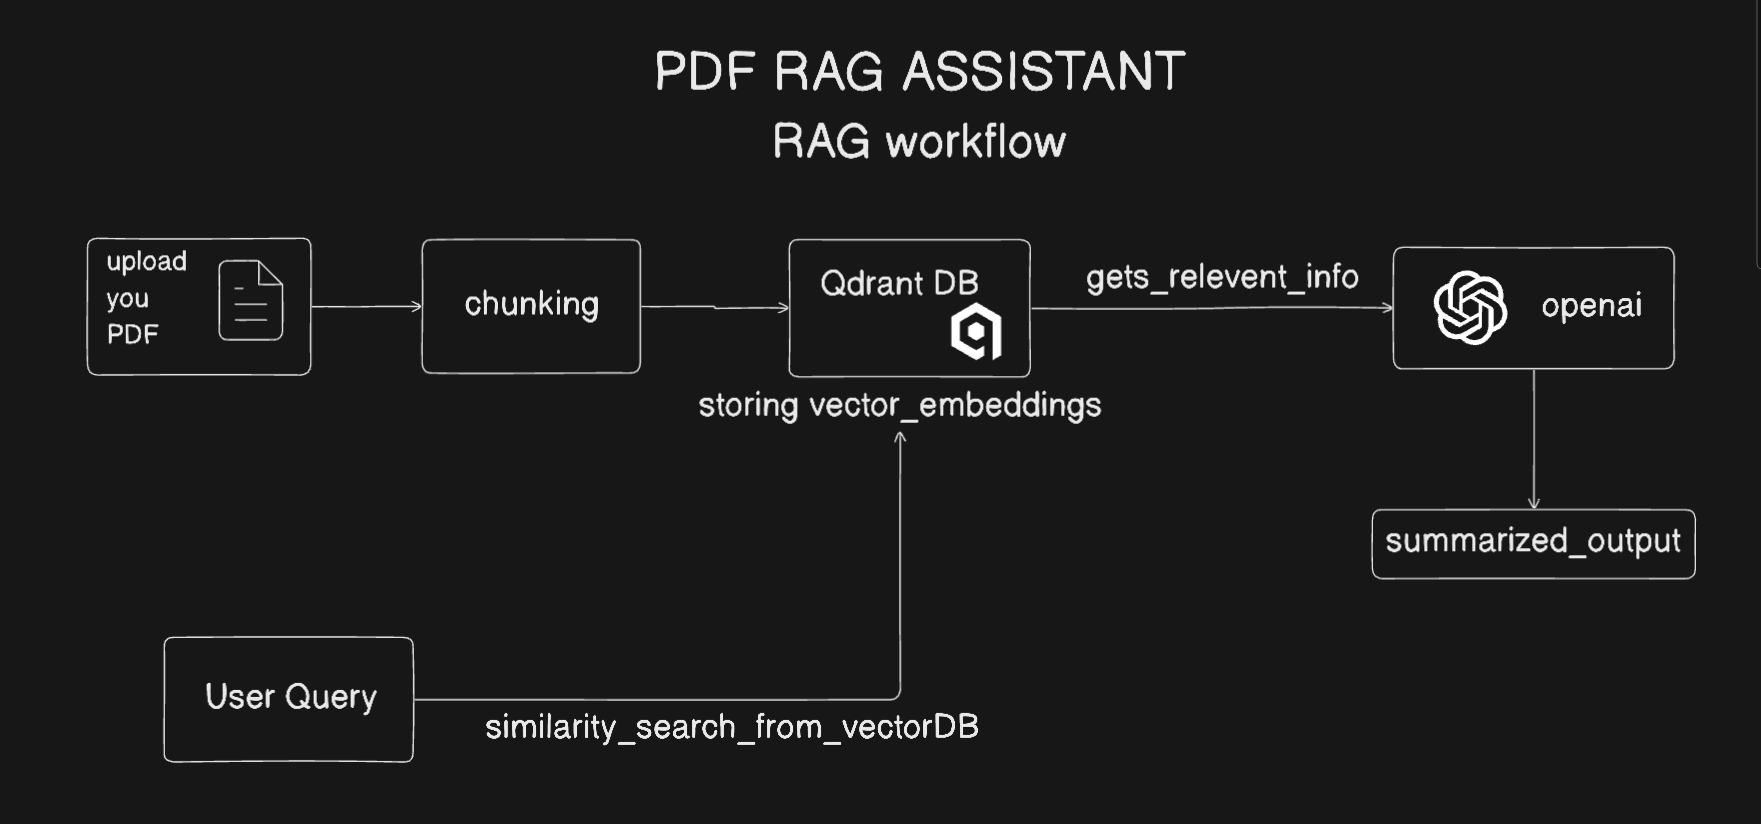 PDF RAG ASSISTANT
RAG workflow
upload
you
PDF
chunking
Qdrant DB
storing vector_embeddings
gets_relevent_info
openai
summarized_output
User Query
similarity_search_from_vectorDB